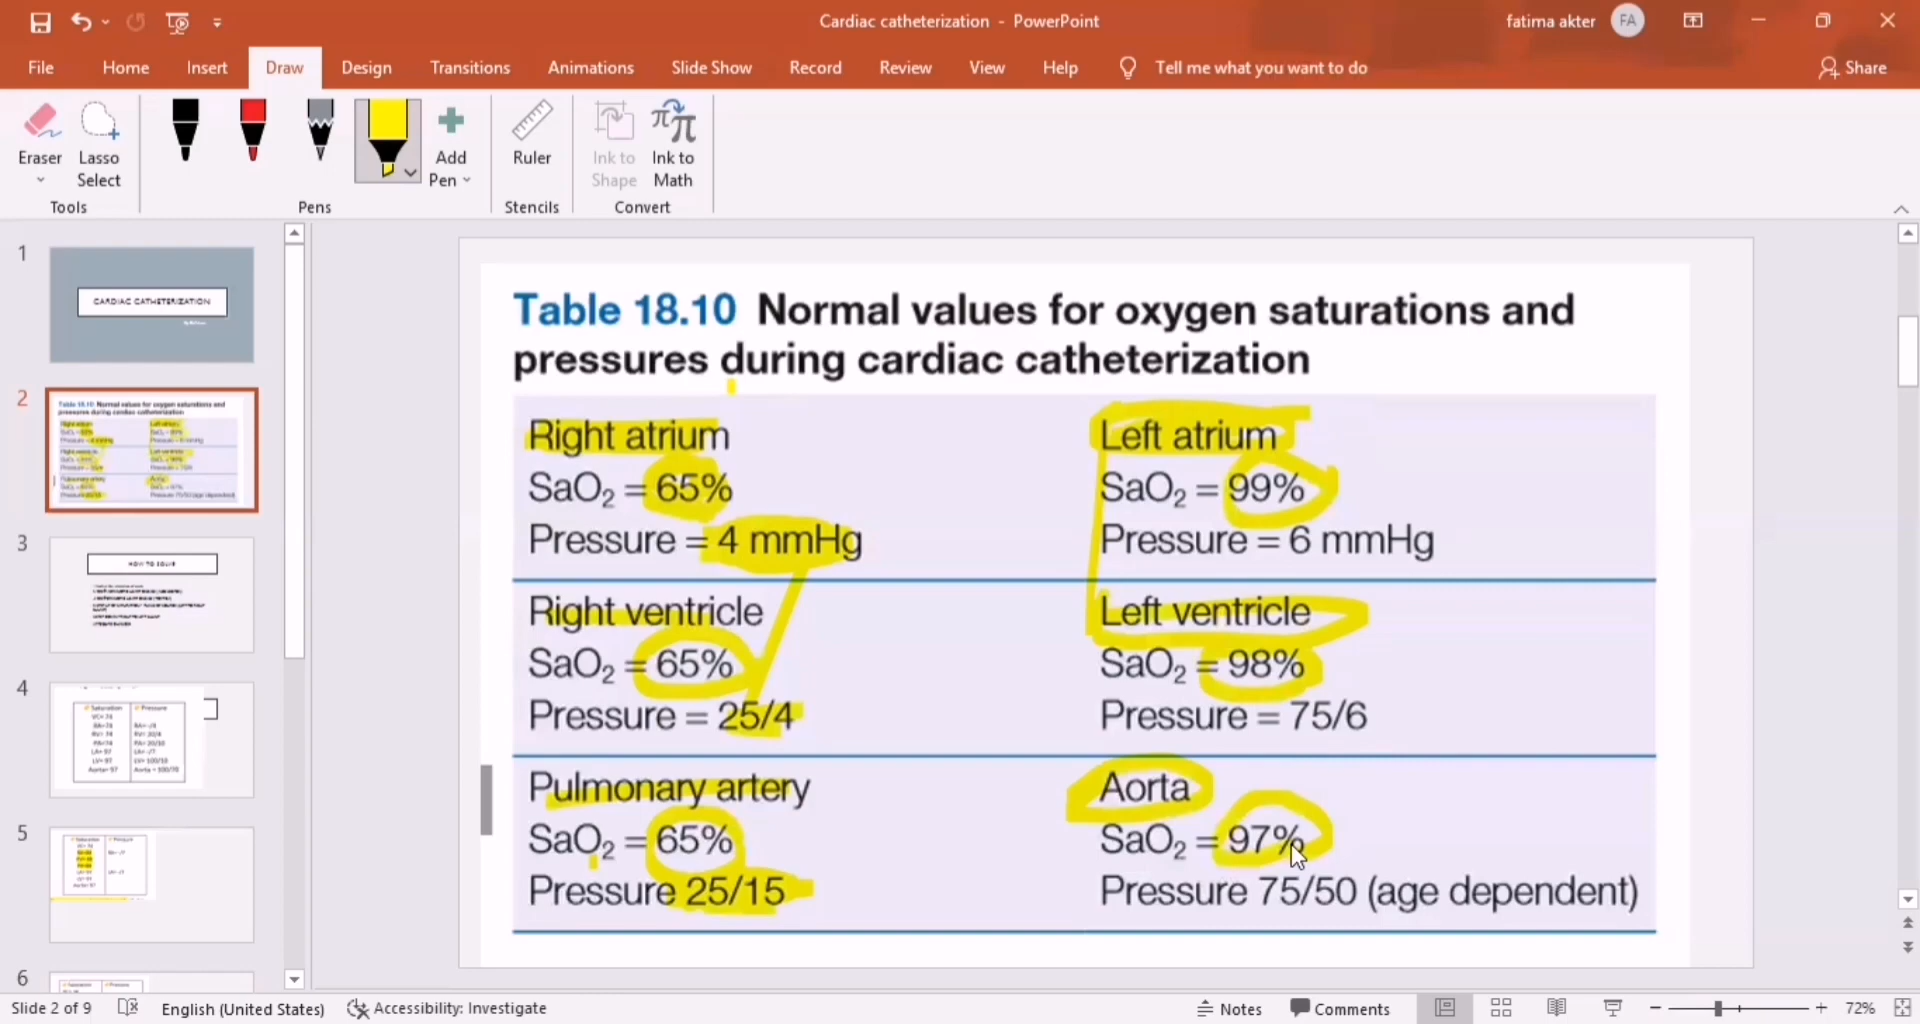 Cardiac catheterization - PowerPoint
fatima akter
FA
File
Home
Insert
Draw
Design
Transitions
Animations
Slide Show
Record
Review
View
Help
Tell me what you want to do
Share
Eraser
Lasso
Select
Add
Pen
Ruler
Ink to
Shape
Ink to
Math
Tools
Pens
Stencils
Convert
1
CARDIAC CATHETERIZATION
2
3
HOW TO SOLVE
4
5
6
Table 18.10 Normal values for oxygen saturations and
pressures during cardiac catheterization
Right atrium
SaO₂ = 65%
Pressure = 4 mmHg
Left atrium
SaO₂ = 99%
Pressure = 6 mmHg
Right ventricle
SaO₂ = 65%
Pressure = 25/4
Left ventricle
SaO₂ = 98%
Pressure = 75/6
Pulmonary artery
SaO₂ = 65%
Pressure 25/15
Aorta
SaO₂ = 97%
Pressure 75/50 (age dependent)
Slide 2 of 9
English (United States)
Accessibility: Investigate
Notes
Comments
72%